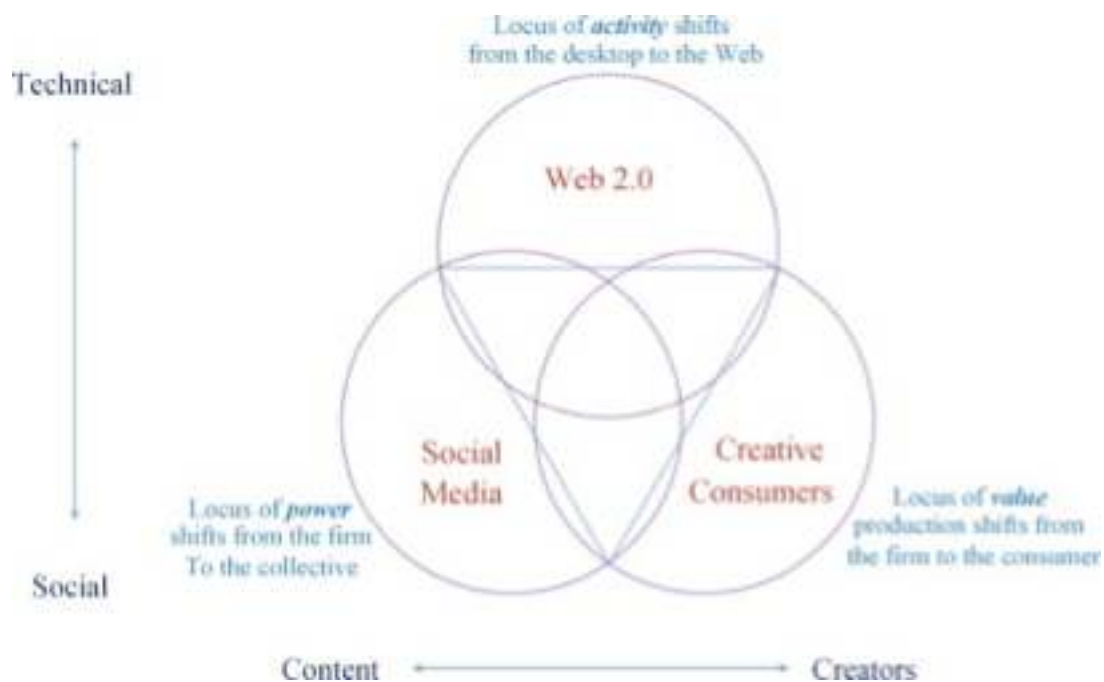 Locus of activity shifts
from the desktop to the Web
Technical
Web 2.0
Social
Media
Creative
Consumers
Locus of power
shifts from the firm
To the collective
Locus of value
production shifts from
the firm to the consumer
Social
Content
Creators